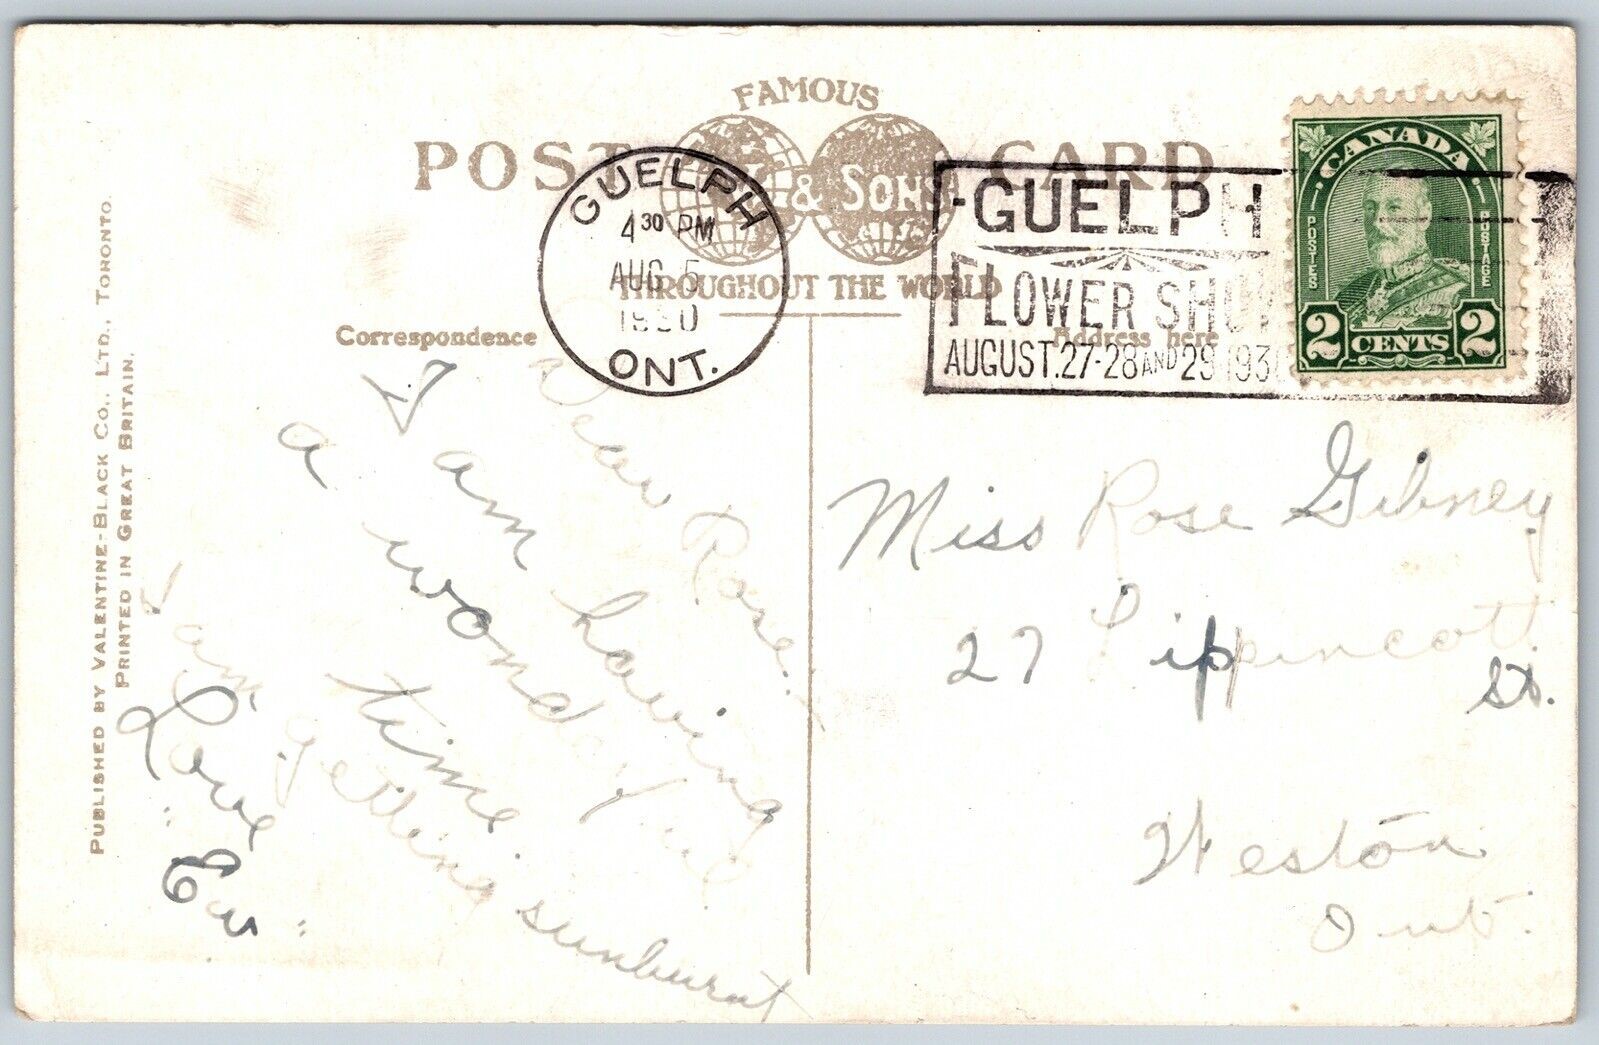 FAMOUS
POST CARD
& SONS
THROUGHOUT THE WORLD
Correspondence
Address here
GUELPH
4 30 PM
AUG 5
1930
ONT.
GUELPH
FLOWER SHOW
AUGUST.27-28 AND 29 193
CANADA
POSTES
POSTAGE
2 CENTS 2
PUBLISHED BY VALENTINE-BLACK CO., LTD., TORONTO.
PRINTED IN GREAT BRITAIN.
Dear Rose.
I am having
a wonderful
time
I am getting sunburnt
Love
"Ev"
Miss Rose Gibney
27 Lippincott
St.
Weston
Ont.